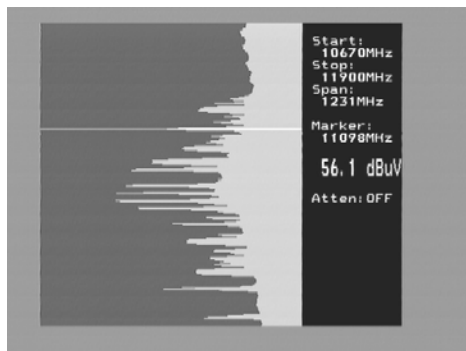 Start:
10670MHz
Stop:
11900MHz
Span:
1231MHz
Marker:
11098MHz
56.1 dBuV
Atten:OFF